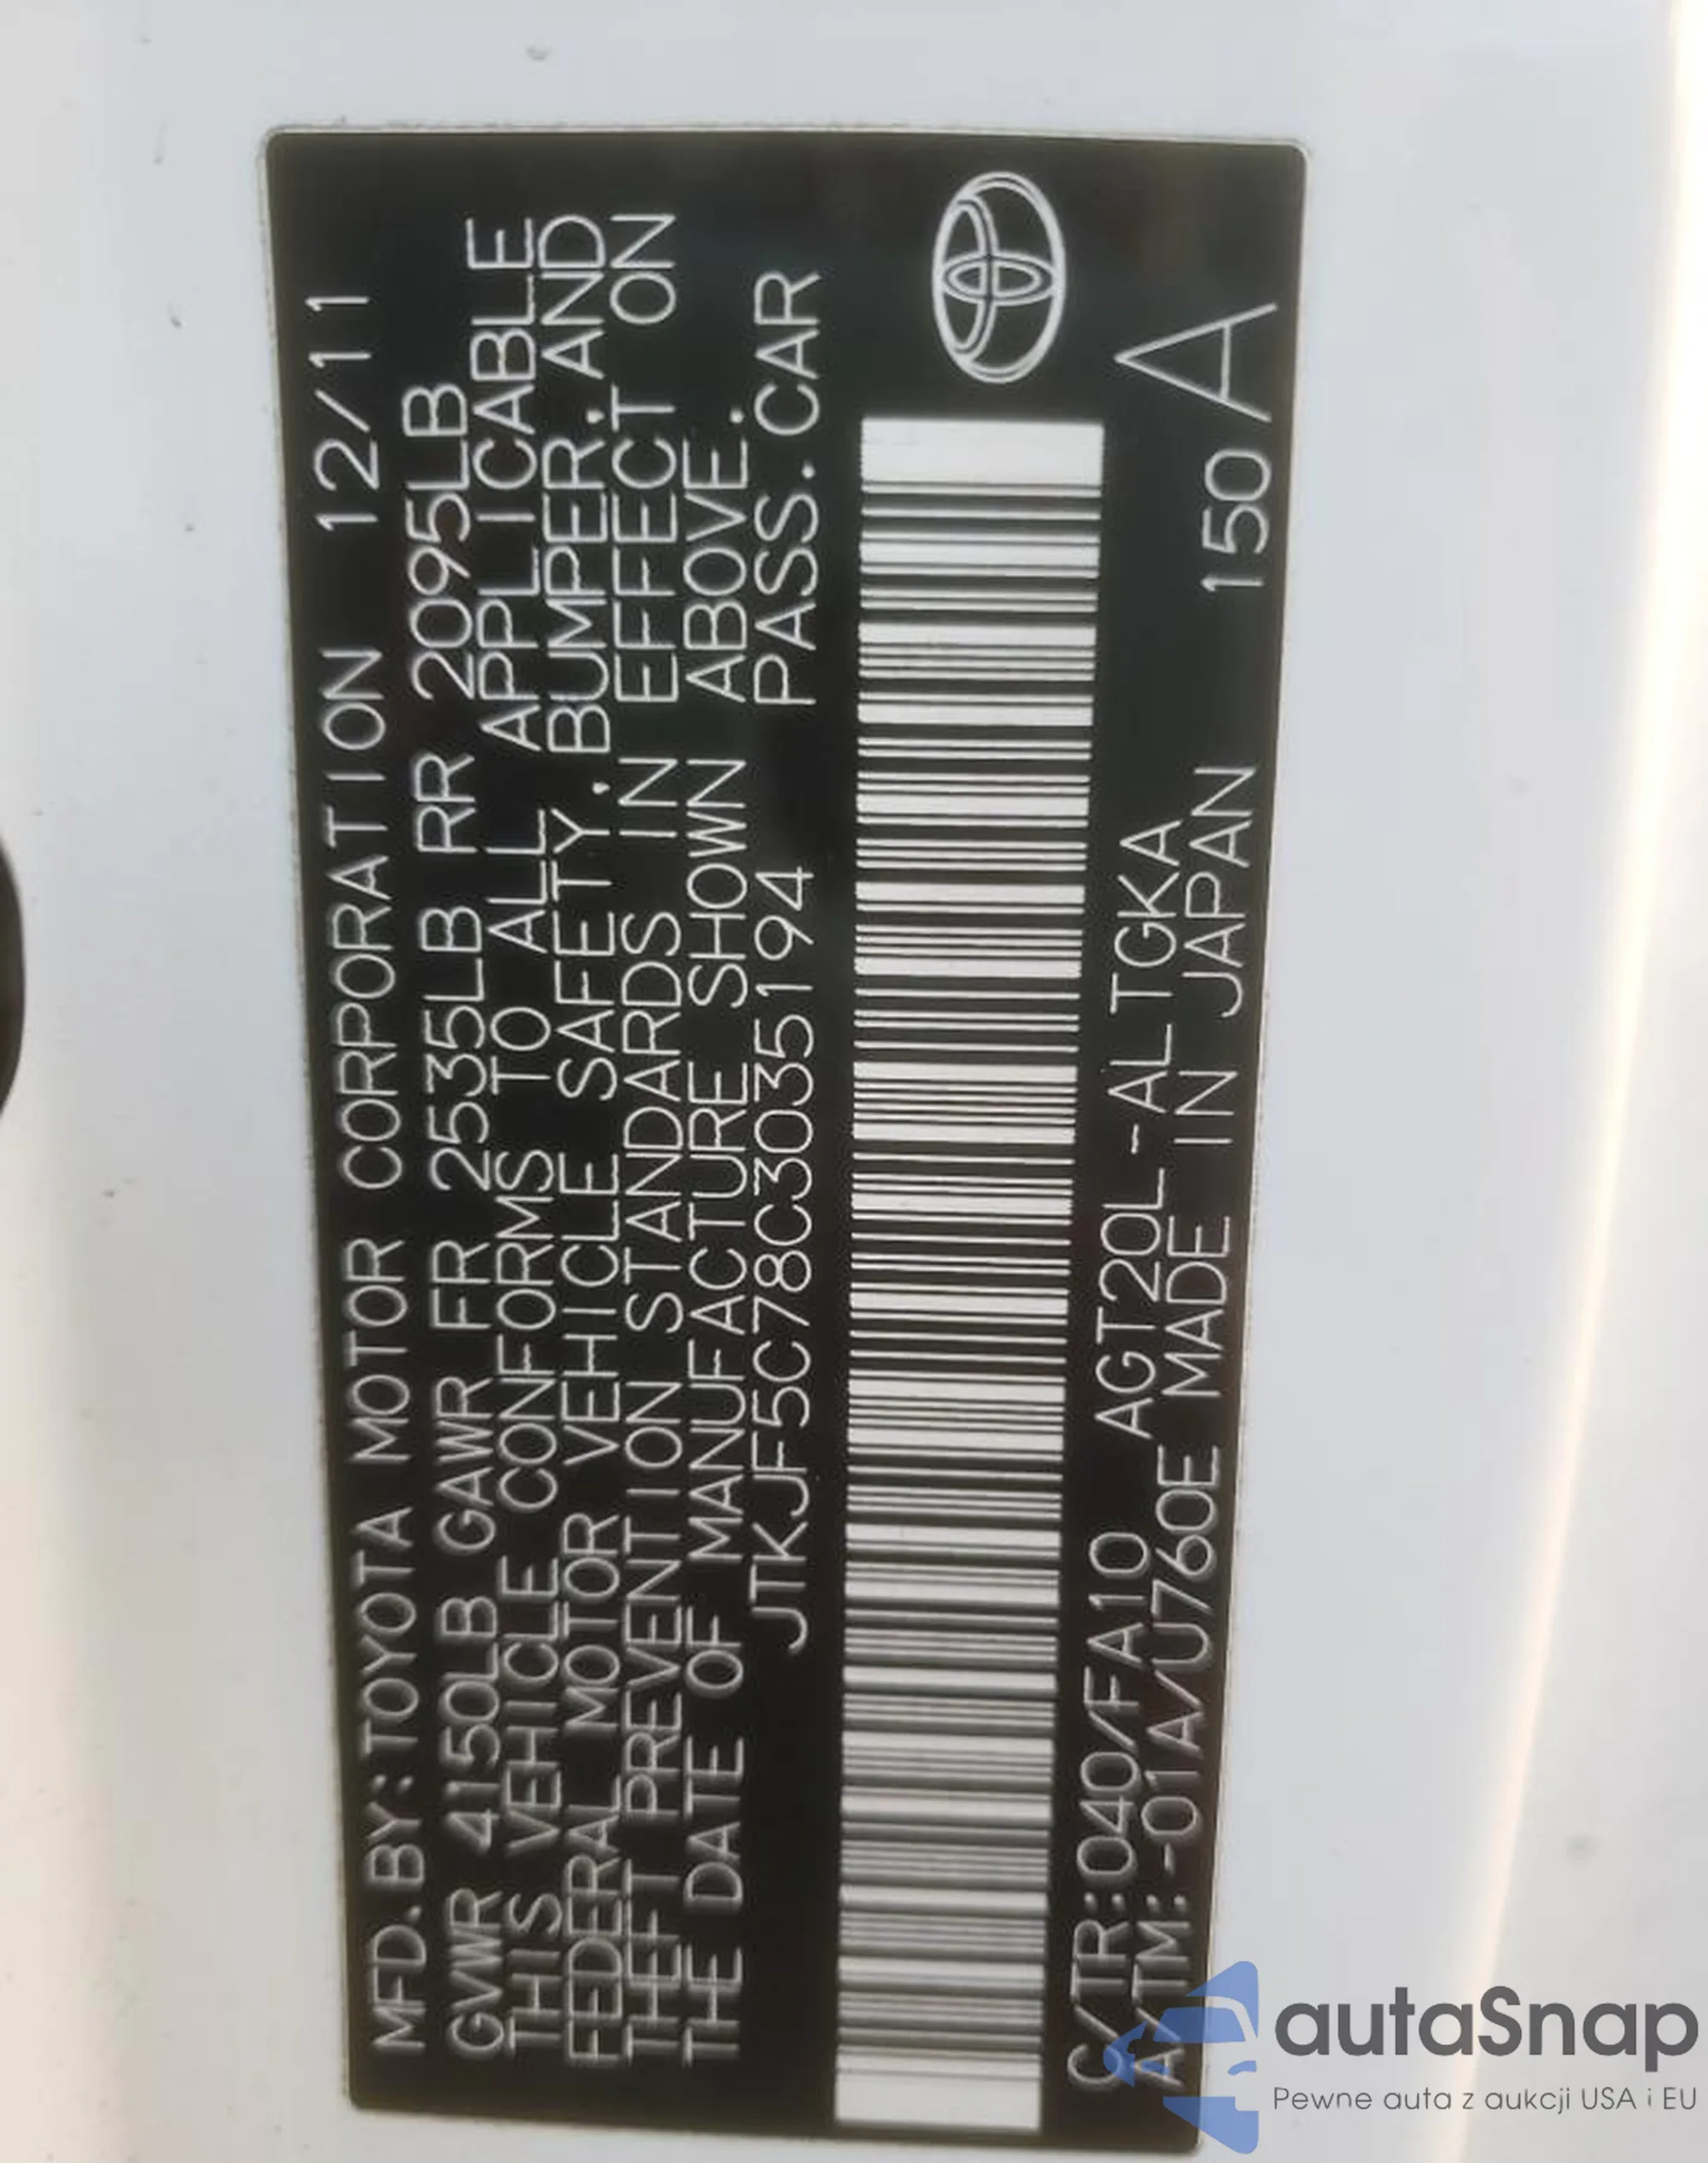 MFD.BY:TOYOTA MOTOR CORPORATION 12/11
GVWR 4150LB GAWR FR 2535LB RR 2095LB
THIS VEHICLE CONFORMS TO ALL APPLICABLE
FEDERAL MOTOR VEHICLE SAFETY.BUMPER.AND
THEFT PREVENTION STANDARDS IN EFFECT ON
THE DATE OF MANUFACTURE SHOWN ABOVE.
JTKJF5C78C3035194 PASS.CAR
C/TR:040/FA10 AGT20L-ALTGKA
A/TM:-01A/U760E MADE IN JAPAN 150 A
autaSnap
Pewne auta z aukcji USA i EU